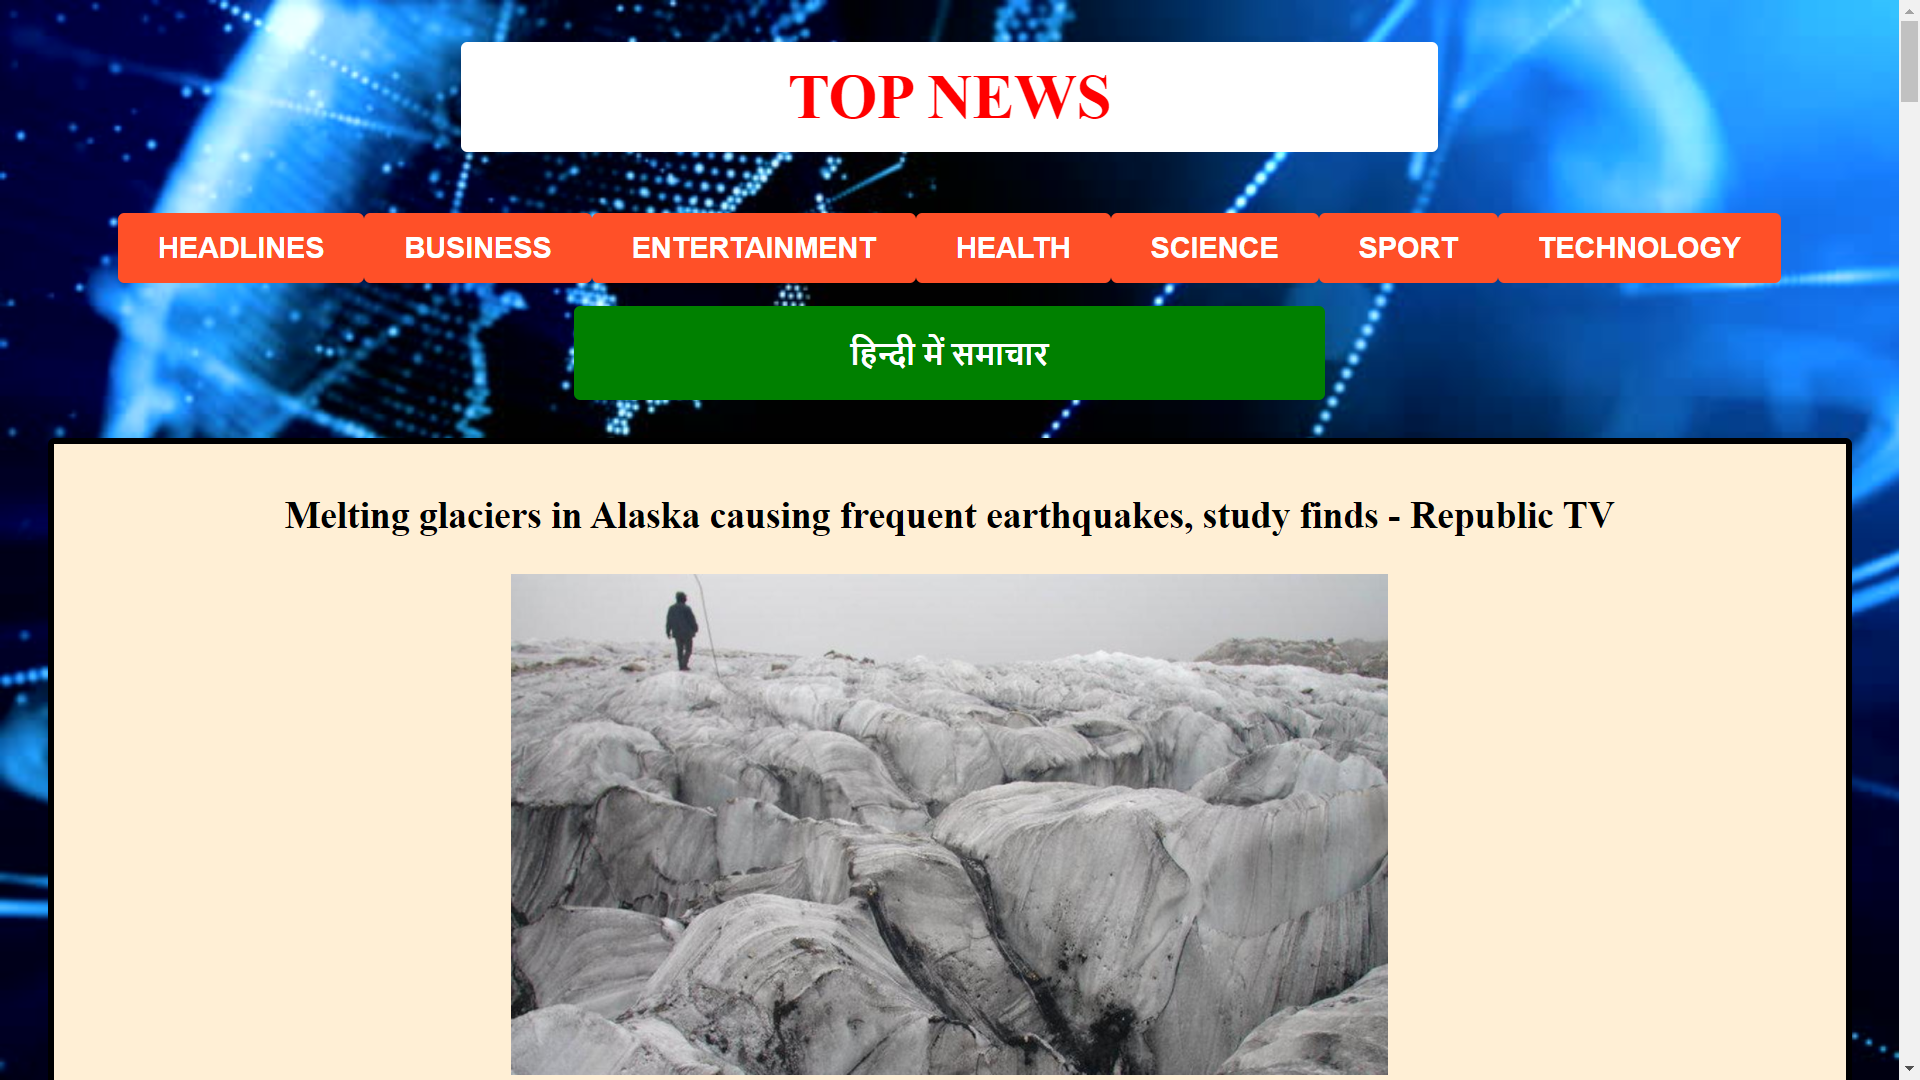 TOP NEWS
HEADLINES BUSINESS ENTERTAINMENT HEALTH SCIENCE SPORT TECHNOLOGY
हिन्दी में समाचार
Melting glaciers in Alaska causing frequent earthquakes, study finds - Republic TV